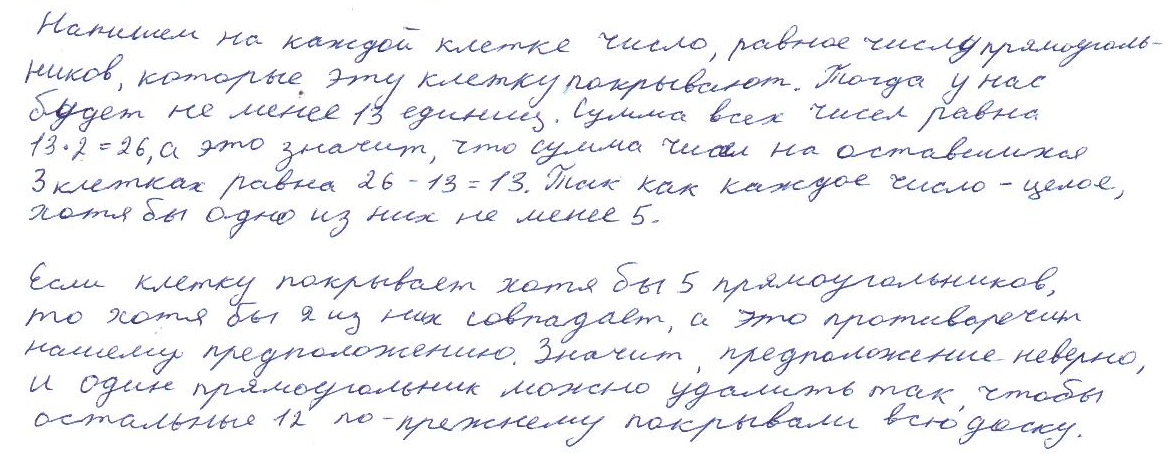 Напишем на каждой клетке число, равное числу прямоуголь-
ников, которые эту клетку покрывают. Тогда у нас
будет не менее 13 единиц. Сумма всех чисел равна
13·2=26, а это значит, что сумма чисел на оставшихся
3 клетках равна 26-13=13. Так как каждое число - целое,
хотя бы одно из них не менее 5.
Если клетку покрывает хотя бы 5 прямоугольников,
то хотя бы 2 из них совпадает, а это противоречит
нашему предположению. Значит, предположение неверно,
и один прямоугольник можно удалить так, чтобы
остальные 12 по-прежнему покрывали всю доску.